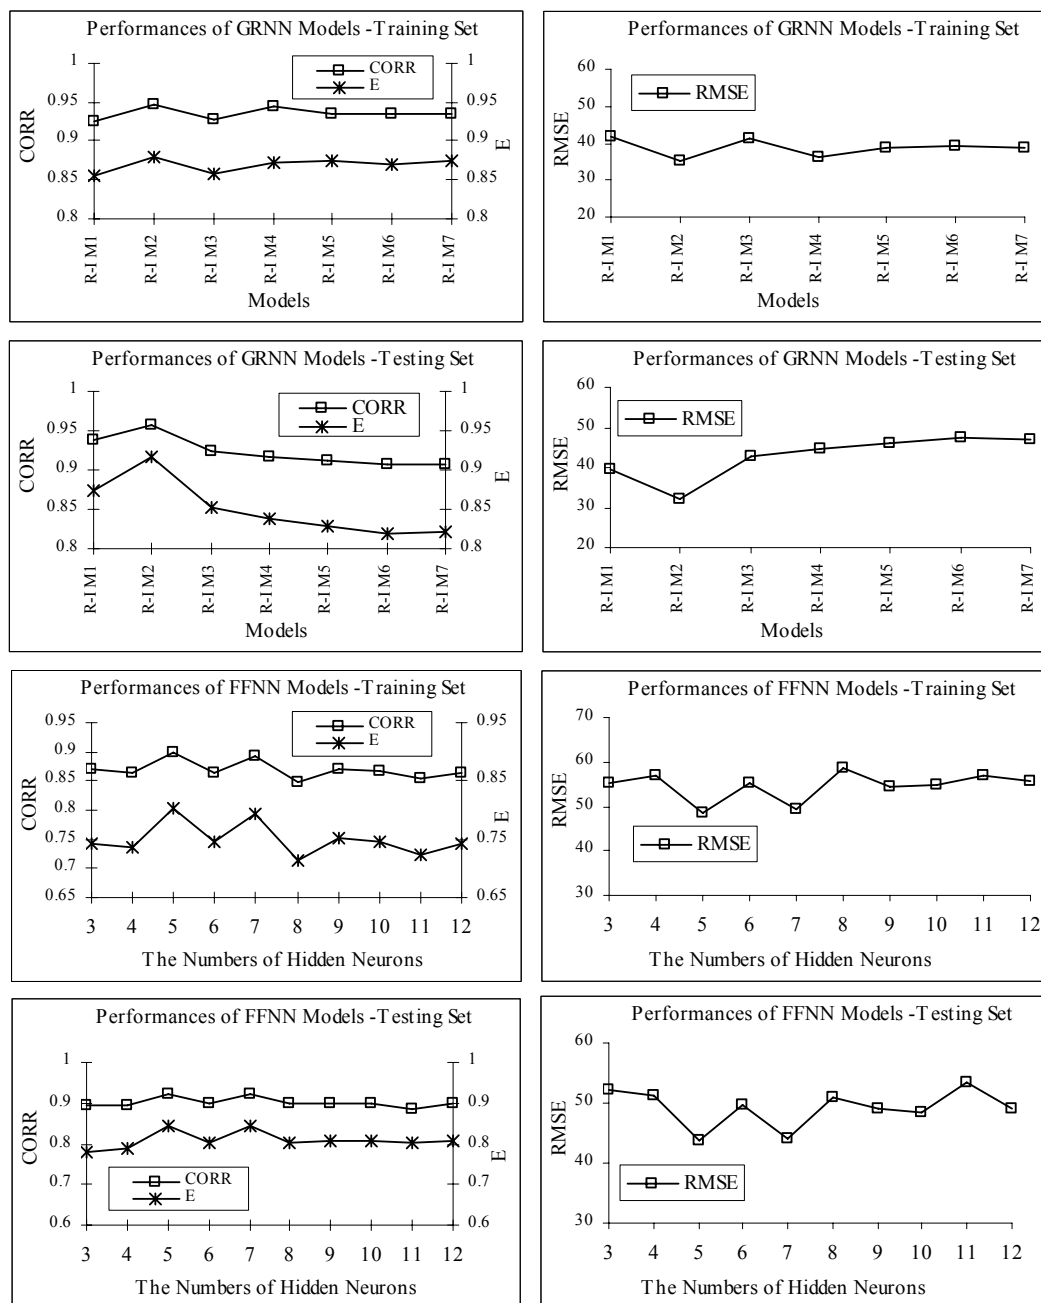 Performances of GRNN Models -Training Set
1
0.95
0.9
0.85
0.8
CORR
CORR
E
1
0.95
0.9
0.85
0.8
E
R-I M1
R-I M2
R-I M3
R-I M4
R-I M5
R-I M6
R-I M7
Models
Performances of GRNN Models -Training Set
60
50
40
30
20
RMSE
RMSE
R-I M1
R-I M2
R-I M3
R-I M4
R-I M5
R-I M6
R-I M7
Models
Performances of GRNN Models -Testing Set
1
0.95
0.9
0.85
0.8
CORR
CORR
E
1
0.95
0.9
0.85
0.8
E
R-I M1
R-I M2
R-I M3
R-I M4
R-I M5
R-I M6
R-I M7
Models
Performances of GRNN Models -Testing Set
60
50
40
30
20
RMSE
RMSE
R-I M1
R-I M2
R-I M3
R-I M4
R-I M5
R-I M6
R-I M7
Models
Performances of FFNN Models -Training Set
0.95
0.9
0.85
0.8
0.75
0.7
0.65
CORR
CORR
E
0.95
0.85
0.75
0.65
E
3 4 5 6 7 8 9 10 11 12
The Numbers of Hidden Neurons
Performances of FFNN Models -Training Set
70
60
50
40
30
RMSE
RMSE
3 4 5 6 7 8 9 10 11 12
The Numbers of Hidden Neurons
Performances of FFNN Models -Testing Set
1
0.9
0.8
0.7
0.6
CORR
CORR
E
1
0.9
0.8
0.7
0.6
E
3 4 5 6 7 8 9 10 11 12
The Numbers of Hidden Neurons
Performances of FFNN Models -Testing Set
60
50
40
30
RMSE
RMSE
3 4 5 6 7 8 9 10 11 12
The Numbers of Hidden Neurons